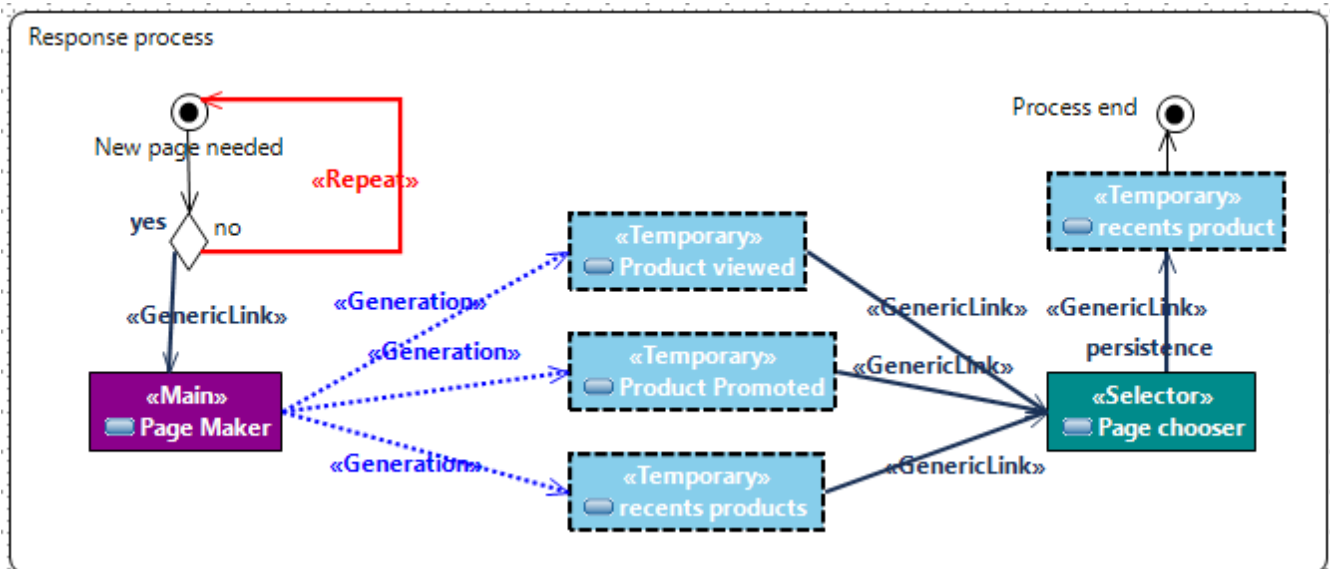 Response process
Process end
New page needed
«Repeat»
yes
no
«Temporary»
recents product
«Temporary»
Product viewed
«GenericLink»
«Generation»
«GenericLink»
«GenericLink»
«Generation»
«Temporary»
Product Promoted
«GenericLink»
persistence
«Main»
Page Maker
«Selector»
Page chooser
«Generation»
«Temporary»
recents products
«GenericLink»